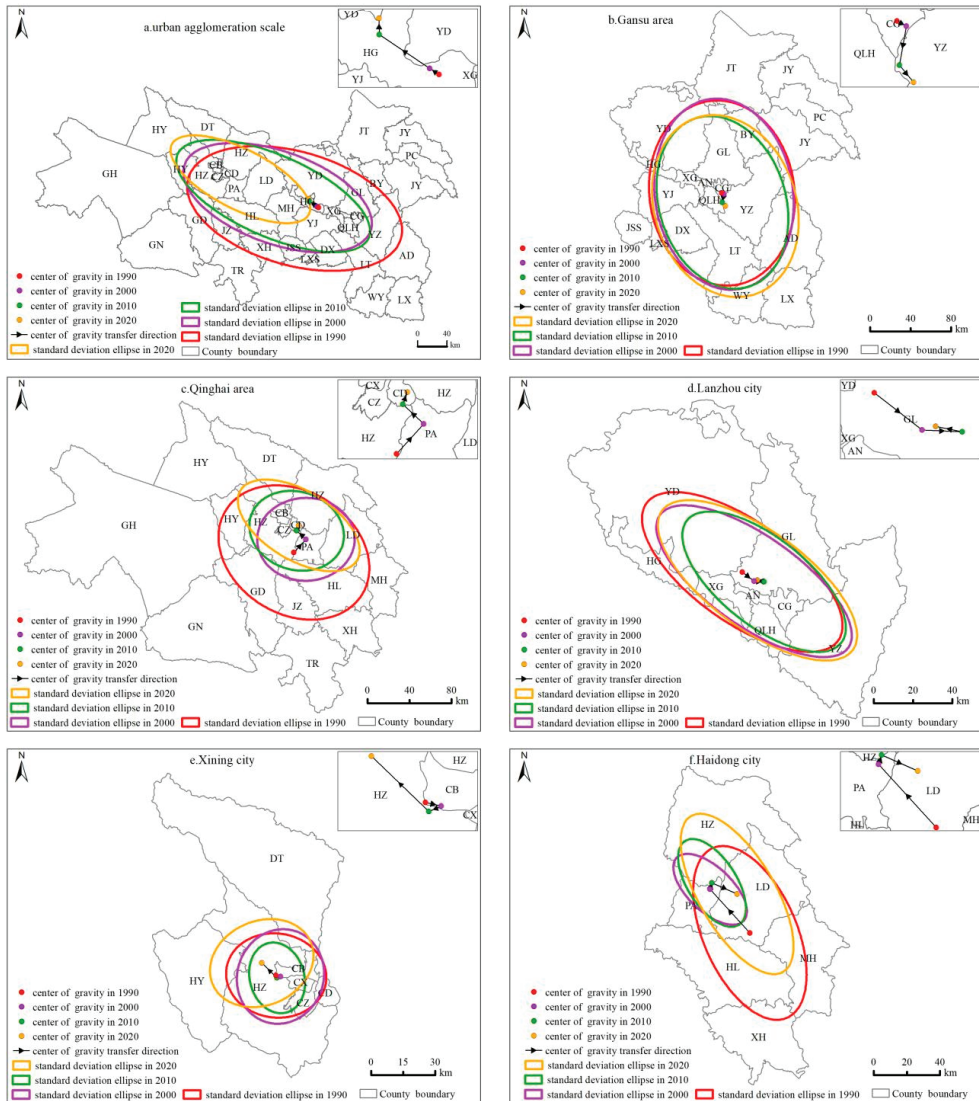 N
a.urban agglomeration scale
YD
YD
HG
YJ
XG
HY
DT
JT
JY
GH
HZ
CB
HY
HZ
CZ
CD
YD
PC
PA
LD
GL
BY
JY
MH
HG
XG
HL
YJ
CG
GD
QLH
JZ
YZ
GN
XH
JSS
DX
AD
LXS
LT
TR
WY
LX
center of gravity in 1990
center of gravity in 2000
center of gravity in 2010
center of gravity in 2020
center of gravity transfer direction
standard deviation ellipse in 2020
standard deviation ellipse in 2010
standard deviation ellipse in 2000
standard deviation ellipse in 1990
County boundary
0 20 40
km
N
b.Gansu area
CG
QLH
YZ
JT
JY
PC
YD
BY
JY
GL
HG
XG
AN
YJ
CG
QLH
YZ
JSS
DX
AD
LXS
LT
WY
LX
center of gravity in 1990
center of gravity in 2000
center of gravity in 2010
center of gravity in 2020
center of gravity transfer direction
standard deviation ellipse in 2020
standard deviation ellipse in 2010
standard deviation ellipse in 2000
standard deviation ellipse in 1990
County boundary
0 40 80
km
N
c.Qinghai area
CX
CZ
CD
HZ
HZ
PA
LD
HY
DT
GH
HZ
HY
HZ
CB
CZ
CD
LD
PA
GD
HL
MH
JZ
GN
XH
TR
center of gravity in 1990
center of gravity in 2000
center of gravity in 2010
center of gravity in 2020
center of gravity transfer direction
standard deviation ellipse in 2020
standard deviation ellipse in 2010
standard deviation ellipse in 2000
standard deviation ellipse in 1990
County boundary
0 40 80
km
N
d.Lanzhou city
YD
GL
XG
AN
YD
GL
HG
XG
AN
CG
QLH
YZ
center of gravity in 1990
center of gravity in 2000
center of gravity in 2010
center of gravity in 2020
center of gravity transfer direction
standard deviation ellipse in 2020
standard deviation ellipse in 2010
standard deviation ellipse in 2000
standard deviation ellipse in 1990
County boundary
0 20 40
km
N
e.Xining city
HZ
HZ
CB
CX
DT
HY
HZ
CB
CX
CD
CZ
center of gravity in 1990
center of gravity in 2000
center of gravity in 2010
center of gravity in 2020
center of gravity transfer direction
standard deviation ellipse in 2020
standard deviation ellipse in 2010
standard deviation ellipse in 2000
standard deviation ellipse in 1990
County boundary
0 15 30
km
N
f.Haidong city
HZ
PA
LD
HL
MH
HZ
LD
PA
HL
MH
XH
center of gravity in 1990
center of gravity in 2000
center of gravity in 2010
center of gravity in 2020
center of gravity transfer direction
standard deviation ellipse in 2020
standard deviation ellipse in 2010
standard deviation ellipse in 2000
standard deviation ellipse in 1990
County boundary
0 20 40
km